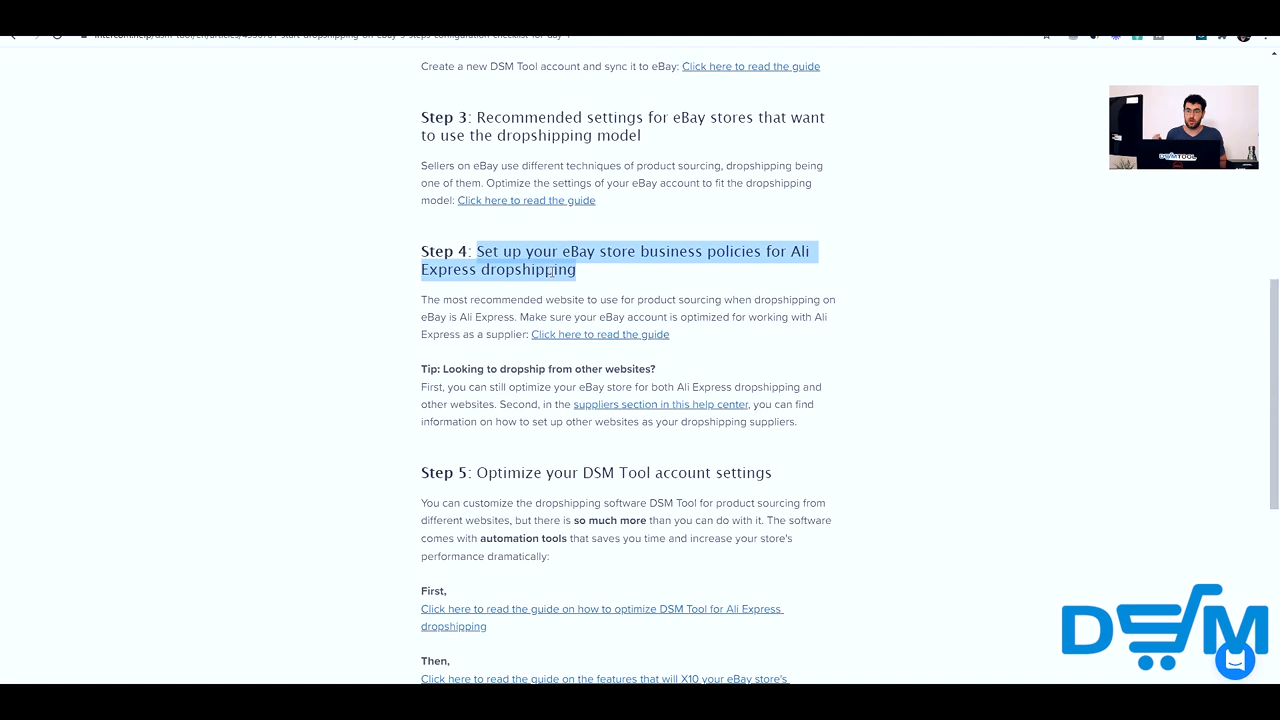 Create a new DSM Tool account and sync it to eBay: Click here to read the guide
Step 3: Recommended settings for eBay stores that want
to use the dropshipping model
Sellers on eBay use different techniques of product sourcing, dropshipping being
one of them. Optimize the settings of your eBay account to fit the dropshipping
model: Click here to read the guide
Step 4: Set up your eBay store business policies for Ali
Express dropshipping
The most recommended website to use for product sourcing when dropshipping on
eBay is Ali Express. Make sure your eBay account is optimized for working with Ali
Express as a supplier: Click here to read the guide
Tip: Looking to dropship from other websites?
First, you can still optimize your eBay store for both Ali Express dropshipping and
other websites. Second, in the suppliers section in this help center, you can find
information on how to set up other websites as your dropshipping suppliers.
Step 5: Optimize your DSM Tool account settings
You can customize the dropshipping software DSM Tool for product sourcing from
different websites, but there is so much more than you can do with it. The software
comes with automation tools that saves you time and increase your store's
performance dramatically:
First,
Click here to read the guide on how to optimize DSM Tool for Ali Express
dropshipping
Then,
Click here to read the guide on the features that will X10 your eBay store's
DSMTOOL
DSM